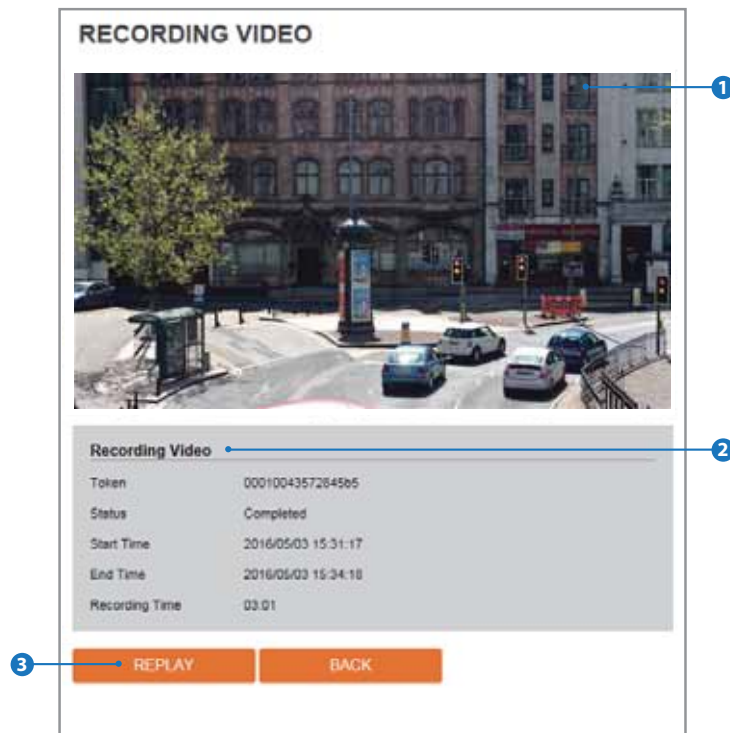 RECORDING VIDEO
1
Recording Video
2
Token 00010043572845b5
Status Completed
Start Time 2016/05/03 15:31:17
End Time 2016/05/03 15:34:18
Recording Time 03:01
3
REPLAY BACK